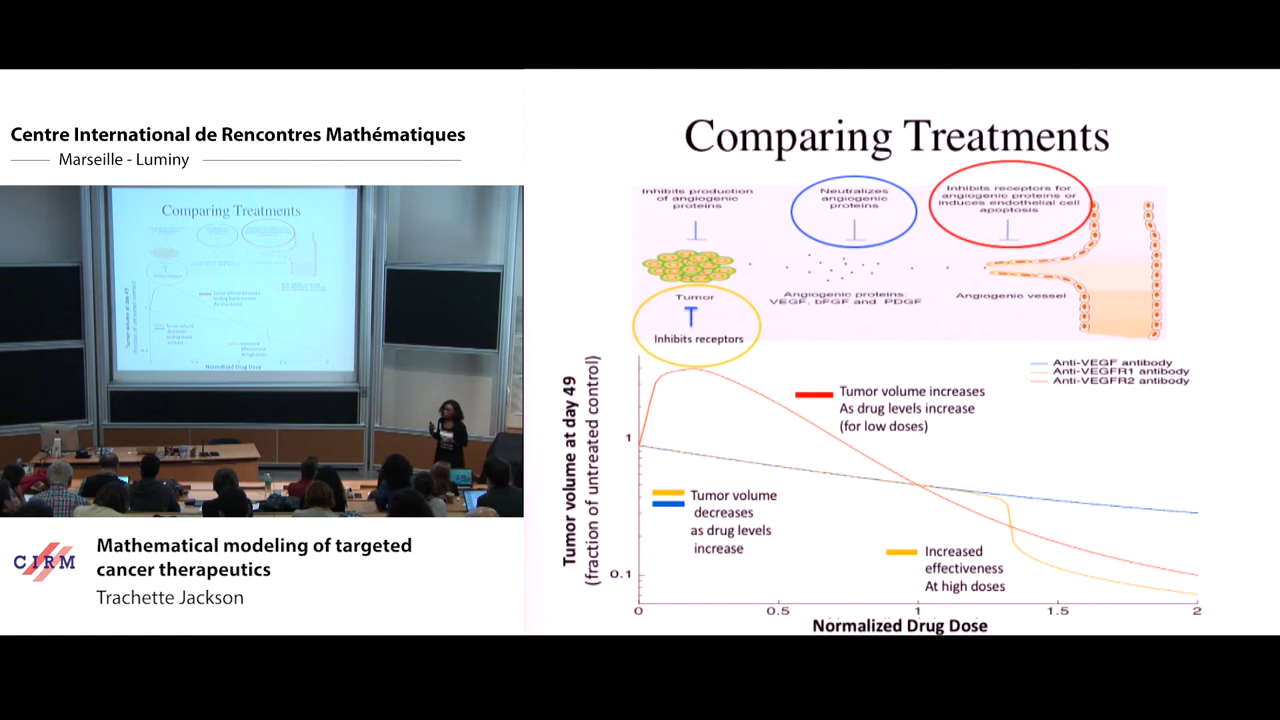 Centre International de Rencontres Mathématiques
Marseille - Luminy
Comparing Treatments
CIRM
Mathematical modeling of targeted
cancer therapeutics
Trachette Jackson
Comparing Treatments
Inhibits production
of angiogenic
proteins
Neutralizes
angiogenic
proteins
Inhibits receptors for
angiogenic proteins or
induces endothelial cell
apoptosis
Tumor
Angiogenic proteins:
VEGF, bFGF and PDGF
Angiogenic vessel
Inhibits receptors
Anti-VEGF antibody
Anti-VEGFR1 antibody
Anti-VEGFR2 antibody
Tumor volume at day 49
(fraction of untreated control)
Tumor volume increases
As drug levels increase
(for low doses)
Tumor volume
decreases
as drug levels
increase
Increased
effectiveness
At high doses
1
0.1
0
0.5
1
1.5
2
Normalized Drug Dose